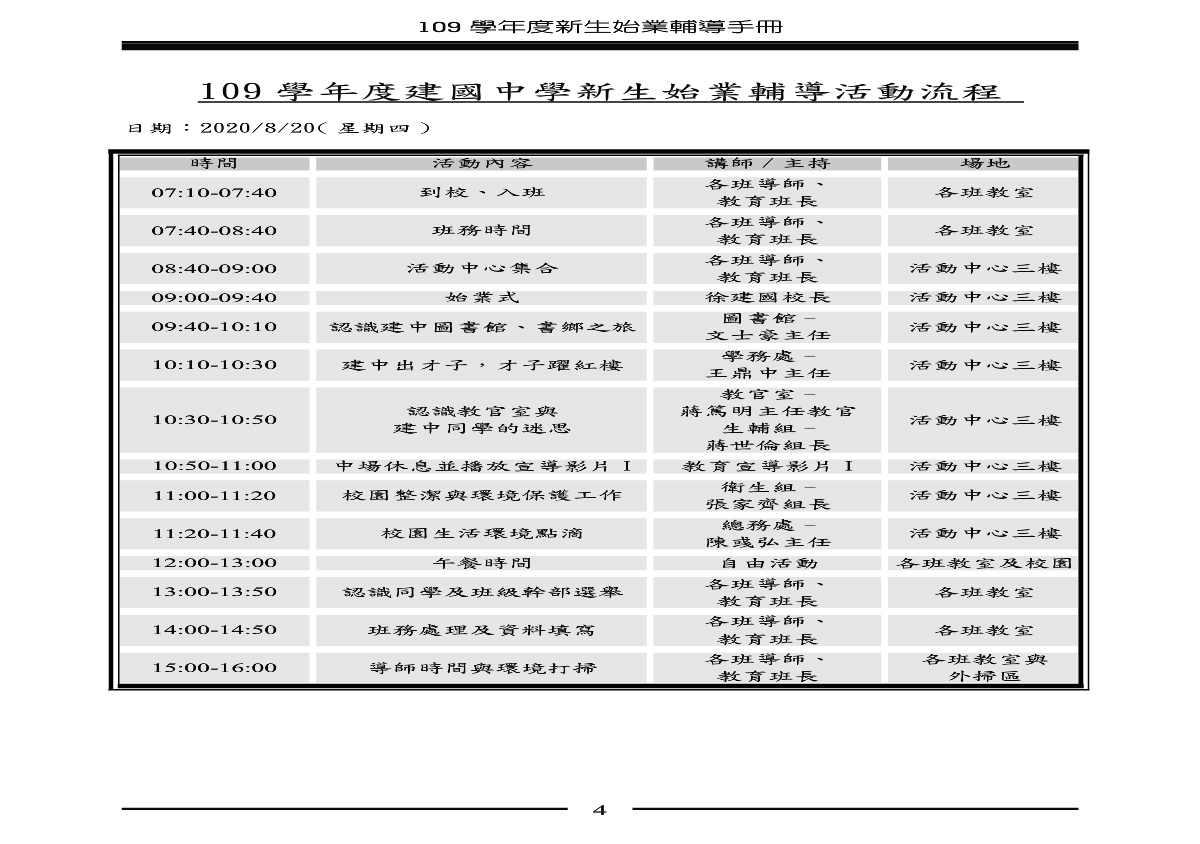 109 學年度新生始業輔導手冊
109 學年度建國中學新生始業輔導活動流程
日期：2020/8/20( 星期四 )
時間 活動內容 講師 / 主持 場地
07:10-07:40 到校、入班 各班導師、
教育班長 各班教室
07:40-08:40 班務時間 各班導師、
教育班長 各班教室
08:40-09:00 活動中心集合 各班導師、
教育班長 活動中心三樓
09:00-09:40 始業式 徐建國校長 活動中心三樓
09:40-10:10 認識建中圖書館、書鄉之旅 圖書館 –
文士豪主任 活動中心三樓
10:10-10:30 建中出才子，才子躍紅樓 學務處 –
王鼎中主任 活動中心三樓
10:30-10:50 認識教官室與
建中同學的迷思 教官室 –
蔣篤明主任教官
生輔組 –
蔣世倫組長 活動中心三樓
10:50-11:00 中場休息並播放宣導影片 I 教育宣導影片 I 活動中心三樓
11:00-11:20 校園整潔與環境保護工作 衛生組 –
張家齊組長 活動中心三樓
11:20-11:40 校園生活環境點滴 總務處 –
陳彧弘主任 活動中心三樓
12:00-13:00 午餐時間 自由活動 各班教室及校園
13:00-13:50 認識同學及班級幹部選舉 各班導師、
教育班長 各班教室
14:00-14:50 班務處理及資料填寫 各班導師、
教育班長 各班教室
15:00-16:00 導師時間與環境打掃 各班導師、
教育班長 各班教室與
外掃區
4